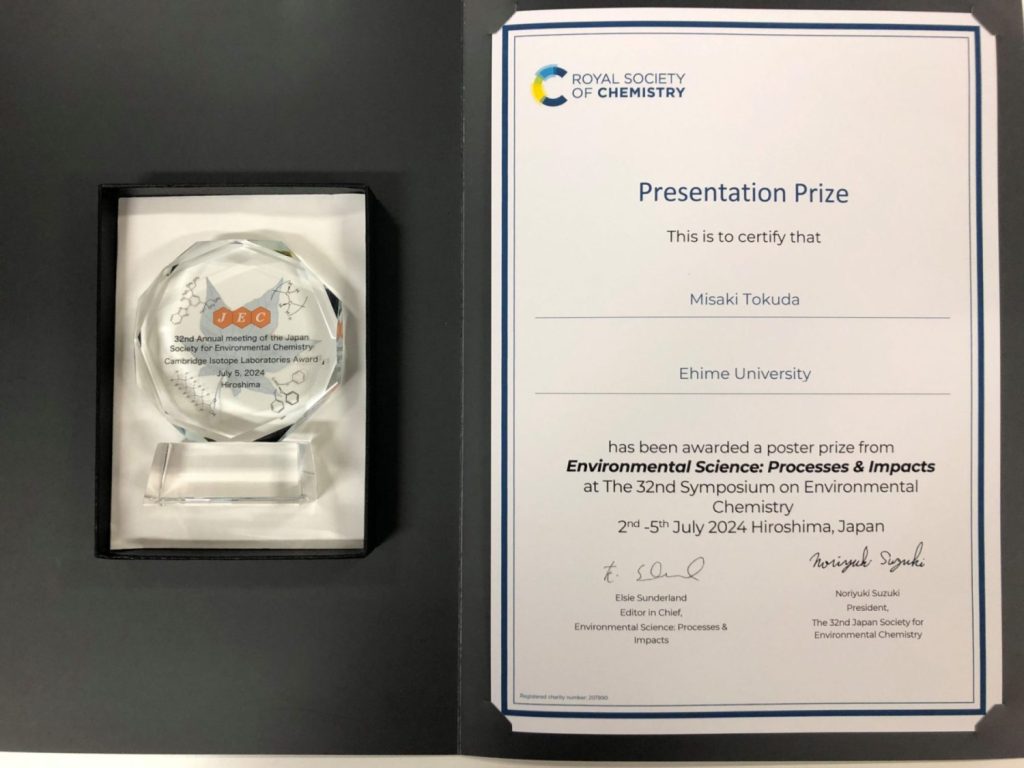 JEC
32nd Annual meeting of the Japan
Society for Environmental Chemistry
Cambridge Isotope Laboratories Award
July 5, 2024
Hiroshima
ROYAL SOCIETY
OF CHEMISTRY
Presentation Prize
This is to certify that
Misaki Tokuda
Ehime University
has been awarded a poster prize from
Environmental Science: Processes & Impacts
at The 32nd Symposium on Environmental
Chemistry
2nd -5th July 2024 Hiroshima, Japan
Noriyuki Suzuki
Elsie Sunderland
Editor in Chief,
Environmental Science: Processes &
Impacts
Noriyuki Suzuki
President,
The 32nd Japan Society for
Environmental Chemistry
Registered charity number: 207890